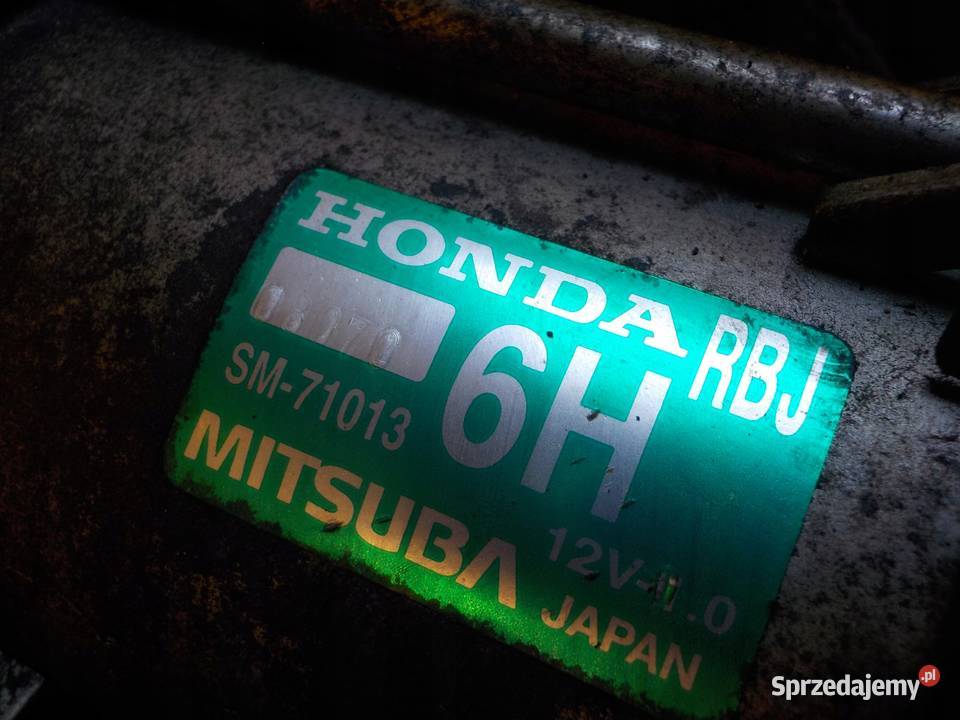 HONDA
RBJ
6H
SM-71013
MITSUBA
12V-1.0
JAPAN
Sprzedajemy.pl